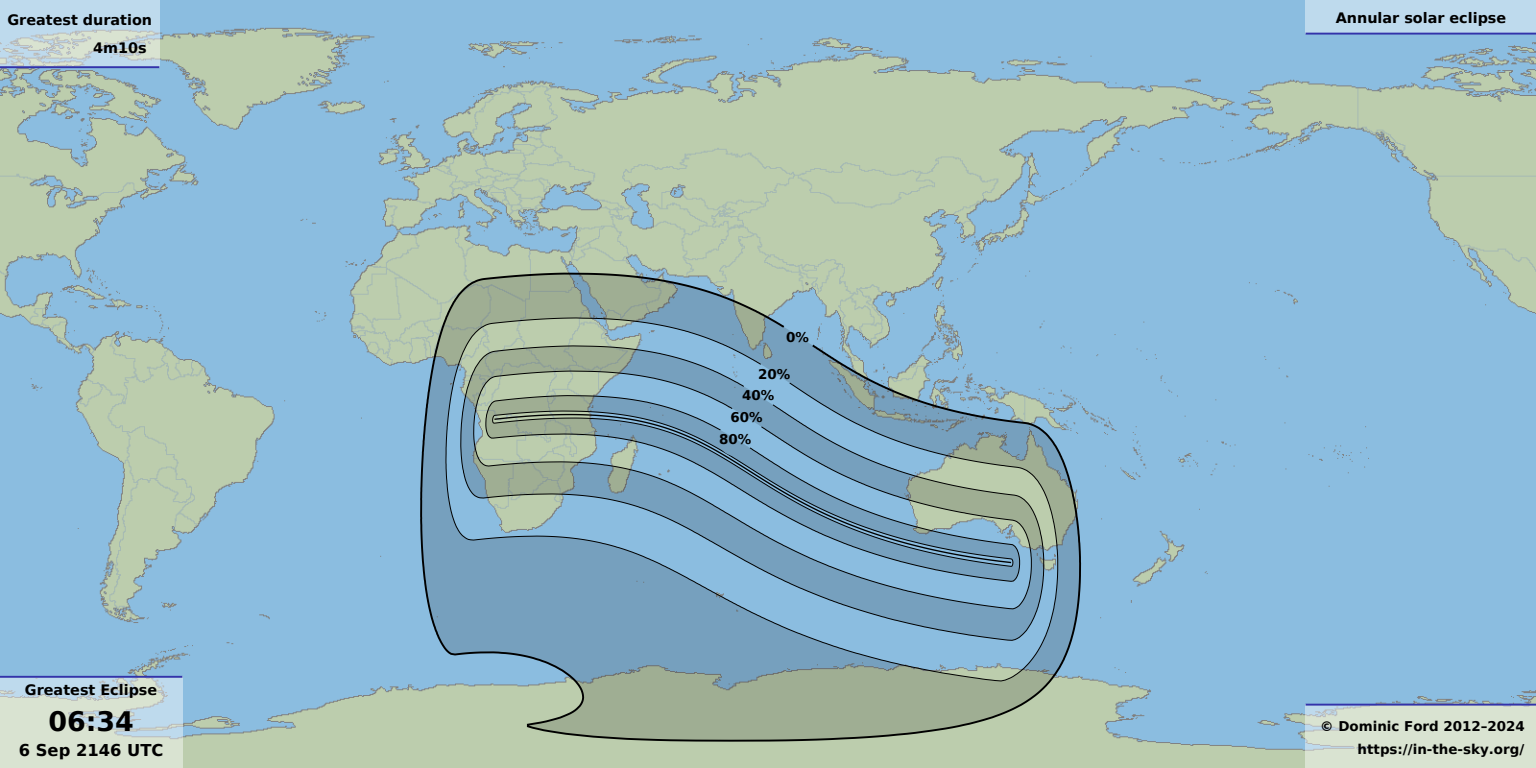 Greatest duration
4m10s
Annular solar eclipse
0%
20%
40%
60%
80%
Greatest Eclipse
06:34
6 Sep 2146 UTC
© Dominic Ford 2012–2024
https://in-the-sky.org/